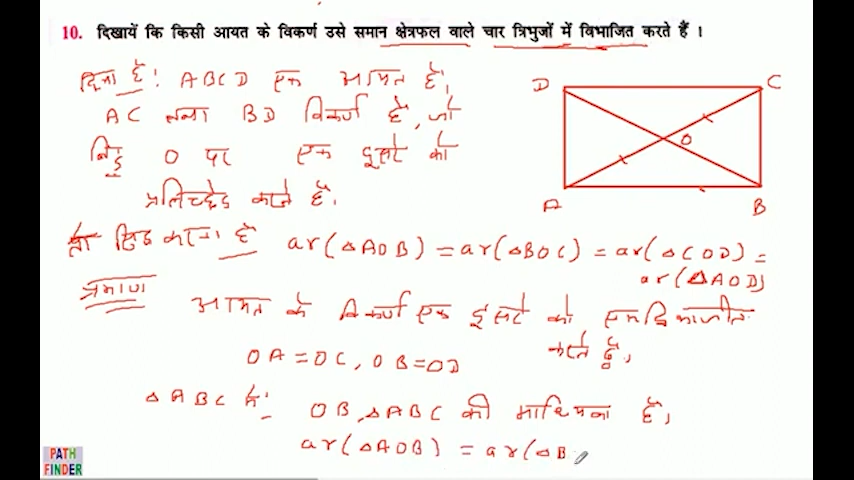 10. दिखायें कि किसी आयत के विकर्ण उसे समान क्षेत्रफल वाले चार त्रिभुजों में विभाजित करते हैं ।
दिया है: ABCD एक आयत है।
AC तथा BD विकर्ण हैं, जो
बिंदु O पर एक दूसरे को
प्रतिच्छेद करते हैं।
D
C
O
A
B
सिद्ध करना है ar(△AOB) = ar(△BOC) = ar(△COD) =
ar(△AOD)
प्रमाण
आयत के विकर्ण एक दूसरे को समद्विभाजीत
करते हैं,
OA = OC, OB = OD
△ABC में:
OB, △ABC की माध्यिका है।
ar(△AOB) = ar(△B
PATH
FINDER